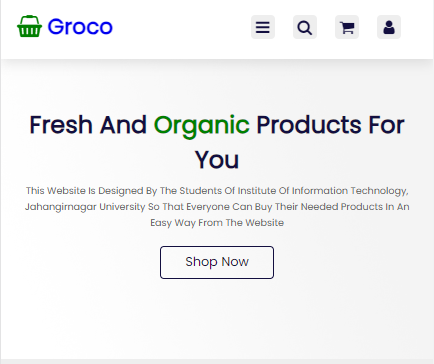 Groco
Fresh And Organic Products For
You
This Website Is Designed By The Students Of Institute Of Information Technology,
Jahangirnagar University So That Everyone Can Buy Their Needed Products In An
Easy Way From The Website
Shop Now